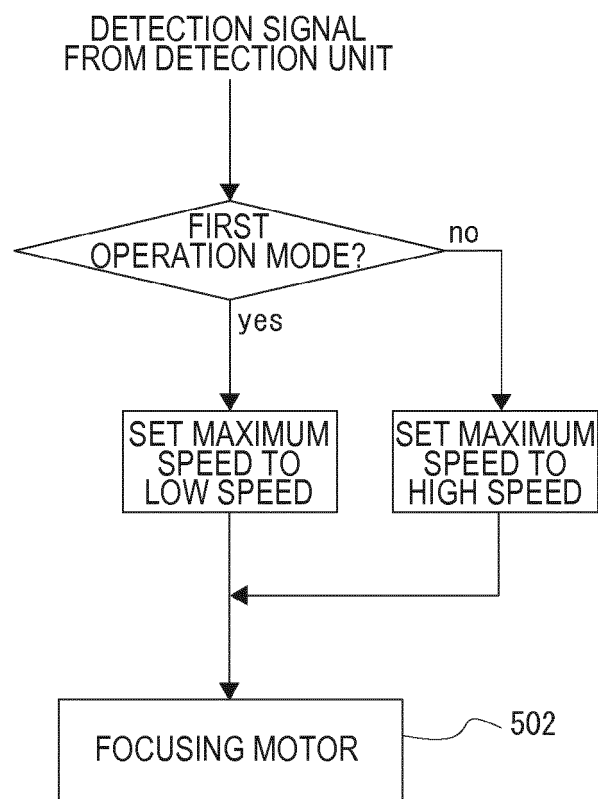 DETECTION SIGNAL
FROM DETECTION UNIT
FIRST
OPERATION MODE?
no
yes
SET MAXIMUM
SPEED TO
LOW SPEED
SET MAXIMUM
SPEED TO
HIGH SPEED
FOCUSING MOTOR
502